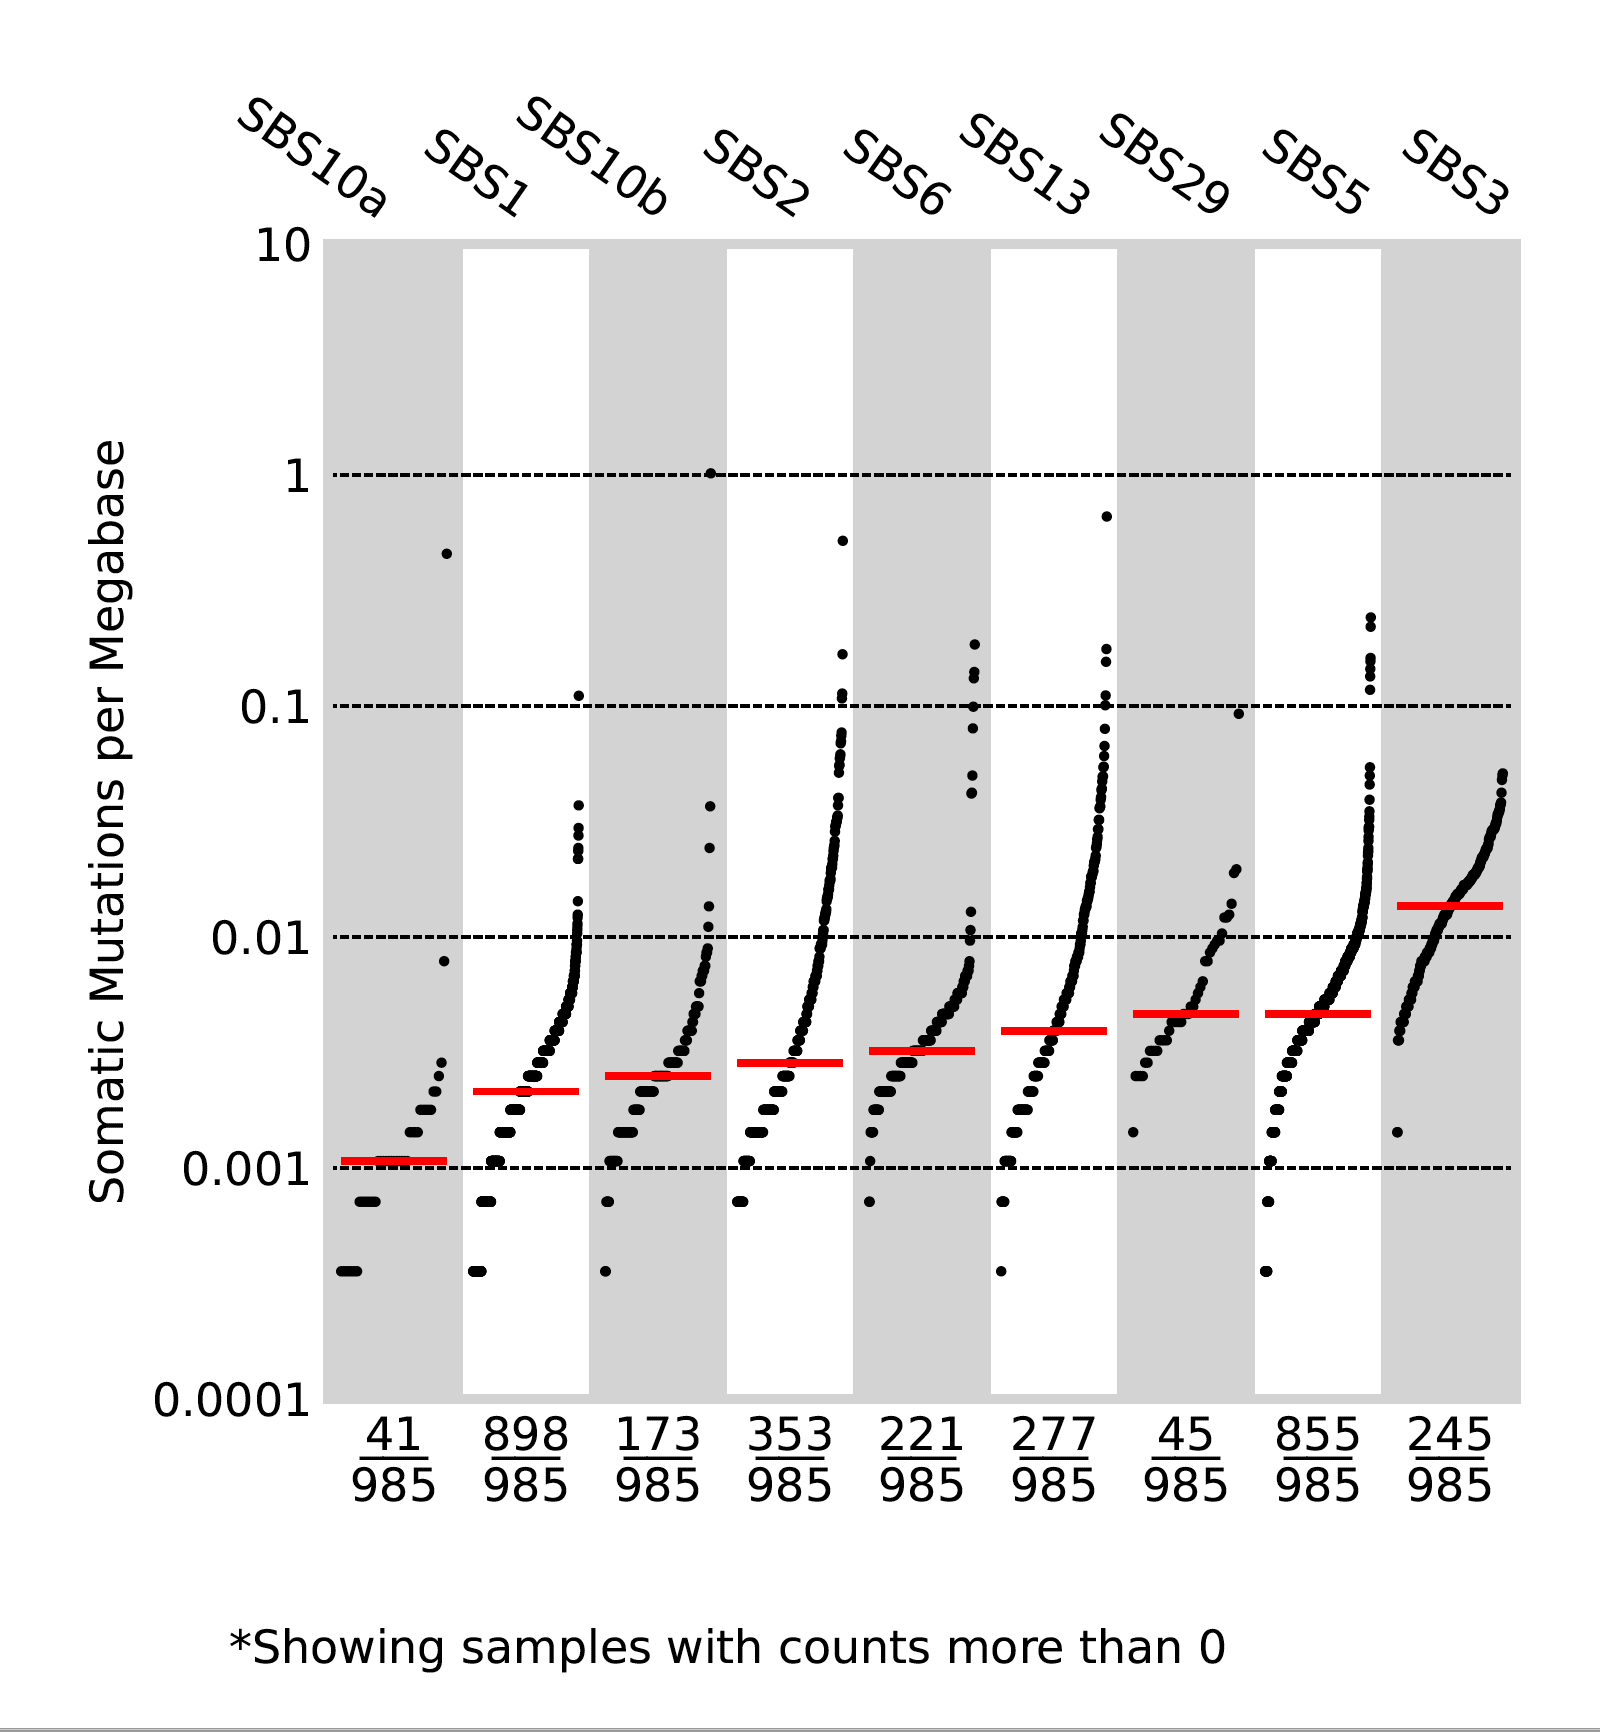 SBS10a
SBS1
SBS10b
SBS2
SBS6
SBS13
SBS29
SBS5
SBS3
10
1
0.1
0.01
0.001
0.0001
Somatic Mutations per Megabase
41 898 173 353 221 277 45 855 245
985 985 985 985 985 985 985 985 985
*Showing samples with counts more than 0